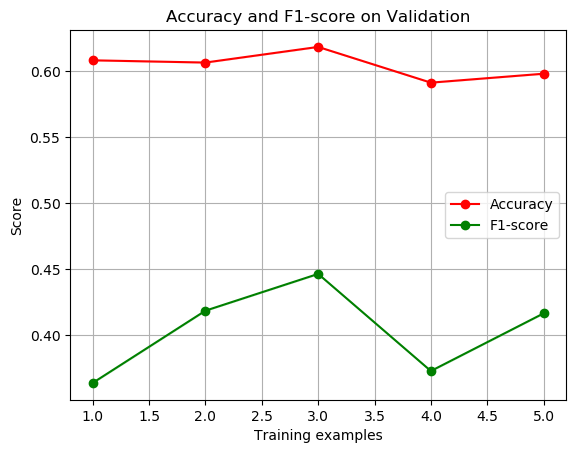 Accuracy and F1-score on Validation
0.60
0.55
0.50
0.45
0.40
Score
Accuracy
F1-score
1.0 1.5 2.0 2.5 3.0 3.5 4.0 4.5 5.0
Training examples